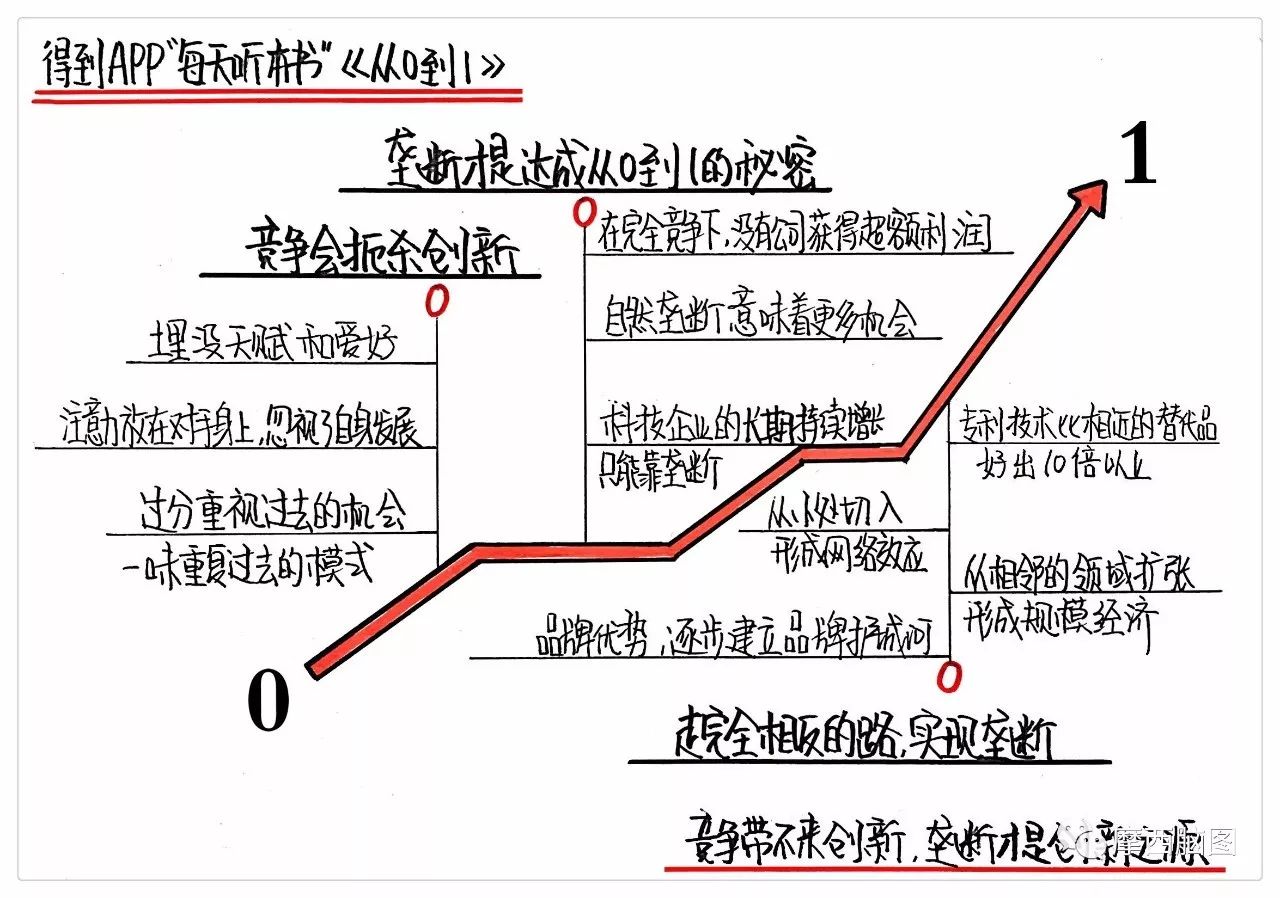 得到APP“每天听本书”《从0到1》
1
垄断才是达成从0到1的秘密
在完全竞争下,没有公司获得超额利润
自然垄断意味着更多机会
科技企业的长期持续增长
只能靠垄断
竞争会扼杀创新
埋没天赋和爱好
注意力放在对手身上,忽视了自身发展
过分重视过去的机会
一味重复过去的模式
专利技术比相近的替代品
好出10倍以上
从小处切入
形成网络效应
从相邻的领域扩张
形成规模经济
品牌优势,逐步建立品牌护城河
0
走完全相反的路,实现垄断
竞争带不来创新,垄断才是创新之源
摩西脑图